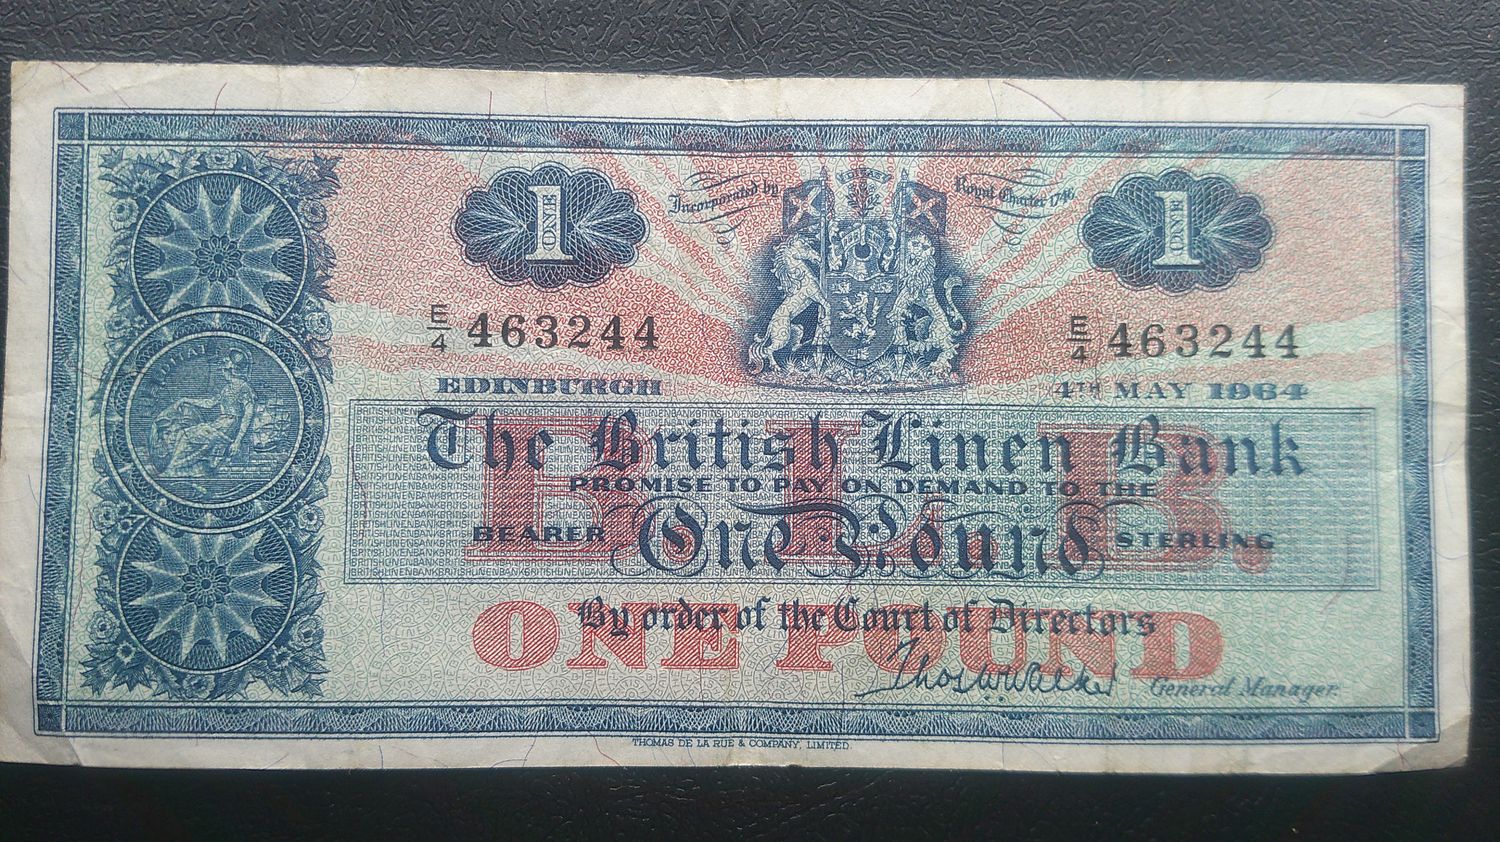 1 ONE
Incorporated by
Royal Charter 1746
1 ONE
E/4 463244
E/4 463244
EDINBURGH
4TH MAY 1964
The British Linen Bank
PROMISE TO PAY ON DEMAND TO THE
BEARER One Pound STERLING
B.L.B.
By order of the Court of Directors
ONE POUND
Thos W Walker
General Manager.
THOMAS DE LA RUE & COMPANY, LIMITED.